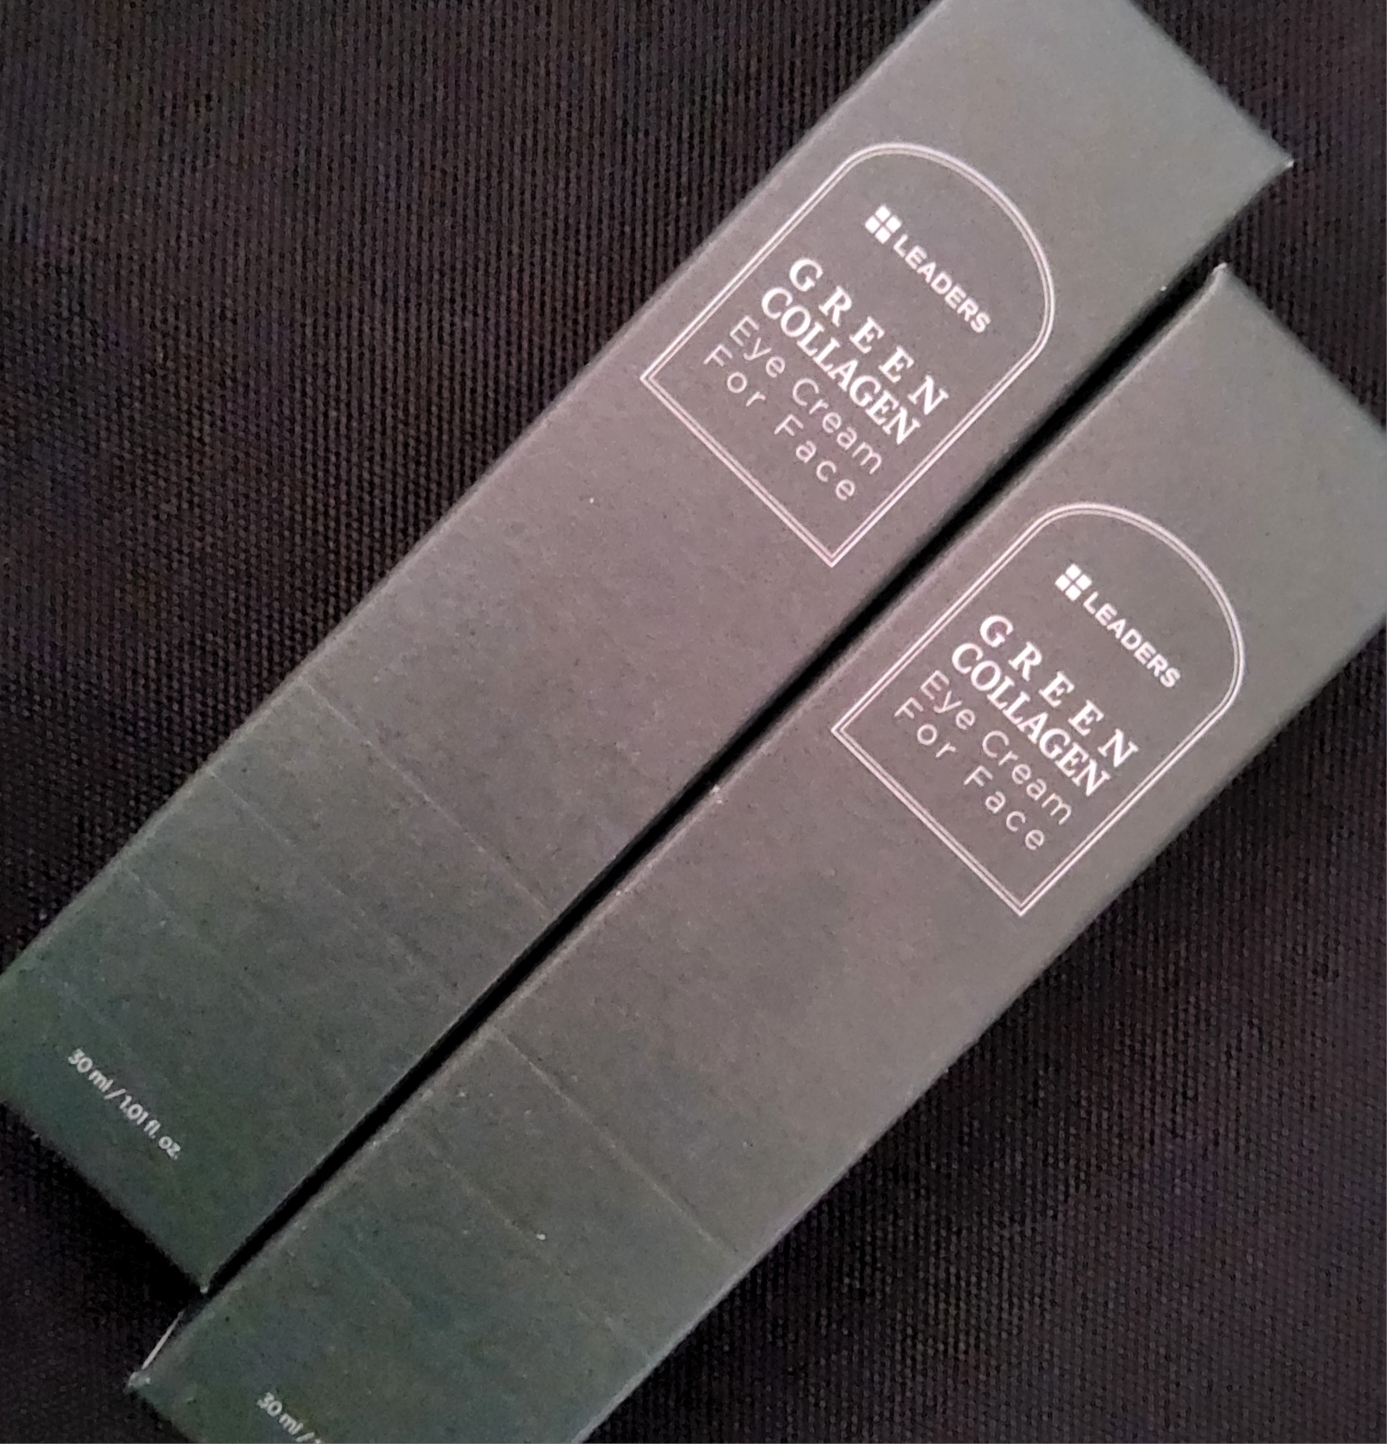 LEADERS
GREEN
COLLAGEN
Eye Cream
For Face
30 ml / 1.01 fl. oz.
LEADERS
GREEN
COLLAGEN
Eye Cream
For Face
30 ml /